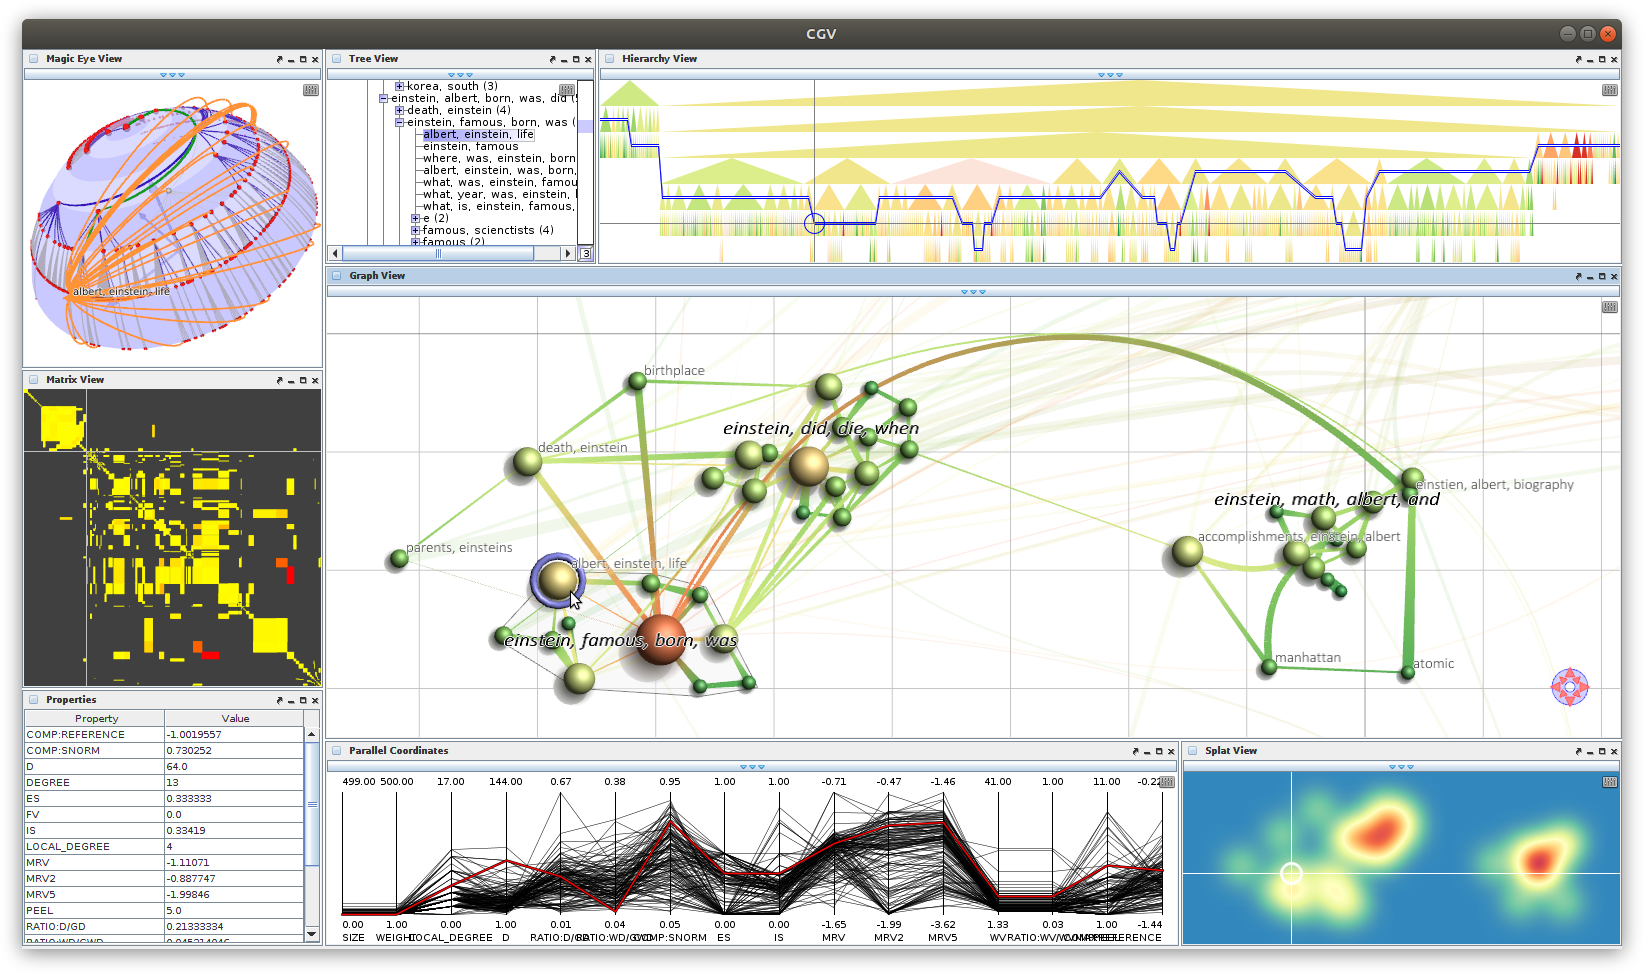 CGV
Magic Eye View
albert, einstein, life
Tree View
korea, south (3)
einstein, albert, born, was, did (
death, einstein (4)
einstein, famous, born, was (
albert, einstein, life
einstein, famous
where, was, einstein, born
albert, einstein, was, born,
what, was, einstein, famou
what, year, was, einstein,
what, is, einstein, famous,
e (2)
famous, scienctists (4)
famous (2)
3
Hierarchy View
Graph View
birthplace
einstein, did, die, when
death, einstein
einstien, albert, biography
einstein, math, albert, and
accomplishments, einstein, albert
parents, einsteins
albert, einstein, life
einstein, famous, born, was
manhattan
atomic
Matrix View
Properties
Property Value
COMP:REFERENCE -1.0019557
COMP:SNORM 0.730252
D 64.0
DEGREE 13
ES 0.333333
FV 0.0
IS 0.33419
LOCAL_DEGREE 4
MRV -1.11071
MRV2 -0.887747
MRV5 -1.99846
PEEL 5.0
RATIO:D/GD 0.21333334
Parallel Coordinates
499.00 500.00 17.00 144.00 0.67 0.38 0.95 1.00 1.00 -0.71 -0.47 -1.46 41.00 1.00 11.00 -0.22
0.00 1.00 0.00 1.00 0.01 0.04 0.05 0.00 0.00 -1.65 -1.99 -3.62 1.33 0.03 1.00 -1.44
SIZE WEIGHT LOCAL_DEGREE D RATIO:D/GD RATIO:WD/GWD COMP:SNORM ES IS MRV MRV2 MRV5
Splat View